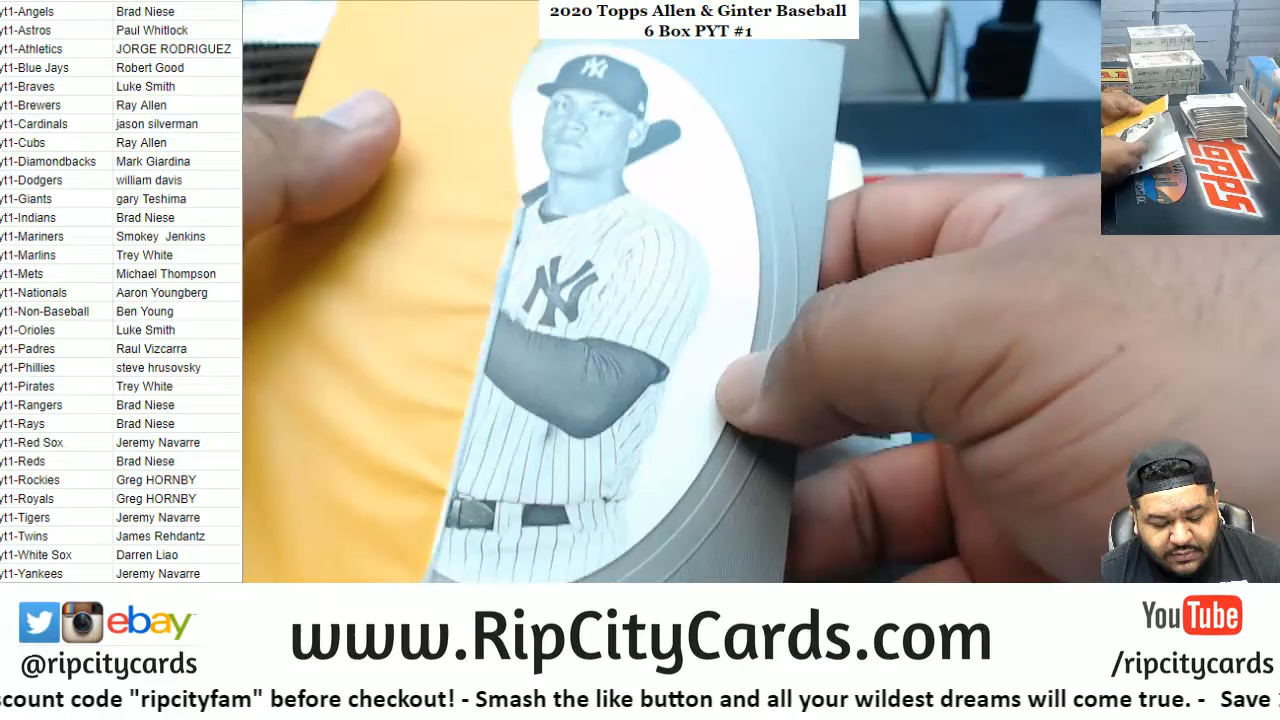 2020 Topps Allen & Ginter Baseball
6 Box PYT #1
yt1-Angels Brad Niese
yt1-Astros Paul Whitlock
yt1-Athletics JORGE RODRIGUEZ
yt1-Blue Jays Robert Good
yt1-Braves Luke Smith
yt1-Brewers Ray Allen
yt1-Cardinals jason silverman
yt1-Cubs Ray Allen
yt1-Diamondbacks Mark Giardina
yt1-Dodgers william davis
yt1-Giants gary Teshima
yt1-Indians Brad Niese
yt1-Mariners Smokey Jenkins
yt1-Marlins Trey White
yt1-Mets Michael Thompson
yt1-Nationals Aaron Youngberg
yt1-Non-Baseball Ben Young
yt1-Orioles Luke Smith
yt1-Padres Raul Vizcarra
yt1-Phillies steve hrusovsky
yt1-Pirates Trey White
yt1-Rangers Brad Niese
yt1-Rays Brad Niese
yt1-Red Sox Jeremy Navarre
yt1-Reds Brad Niese
yt1-Rockies Greg HORNBY
yt1-Royals Greg HORNBY
yt1-Tigers Jeremy Navarre
yt1-Twins James Rehdantz
yt1-White Sox Darren Liao
yt1-Yankees Jeremy Navarre
NY
NY
topps
ebay
@ripcitycards
www.RipCityCards.com
YouTube
/ripcitycards
scount code "ripcityfam" before checkout! - Smash the like button and all your wildest dreams will come true. - Save